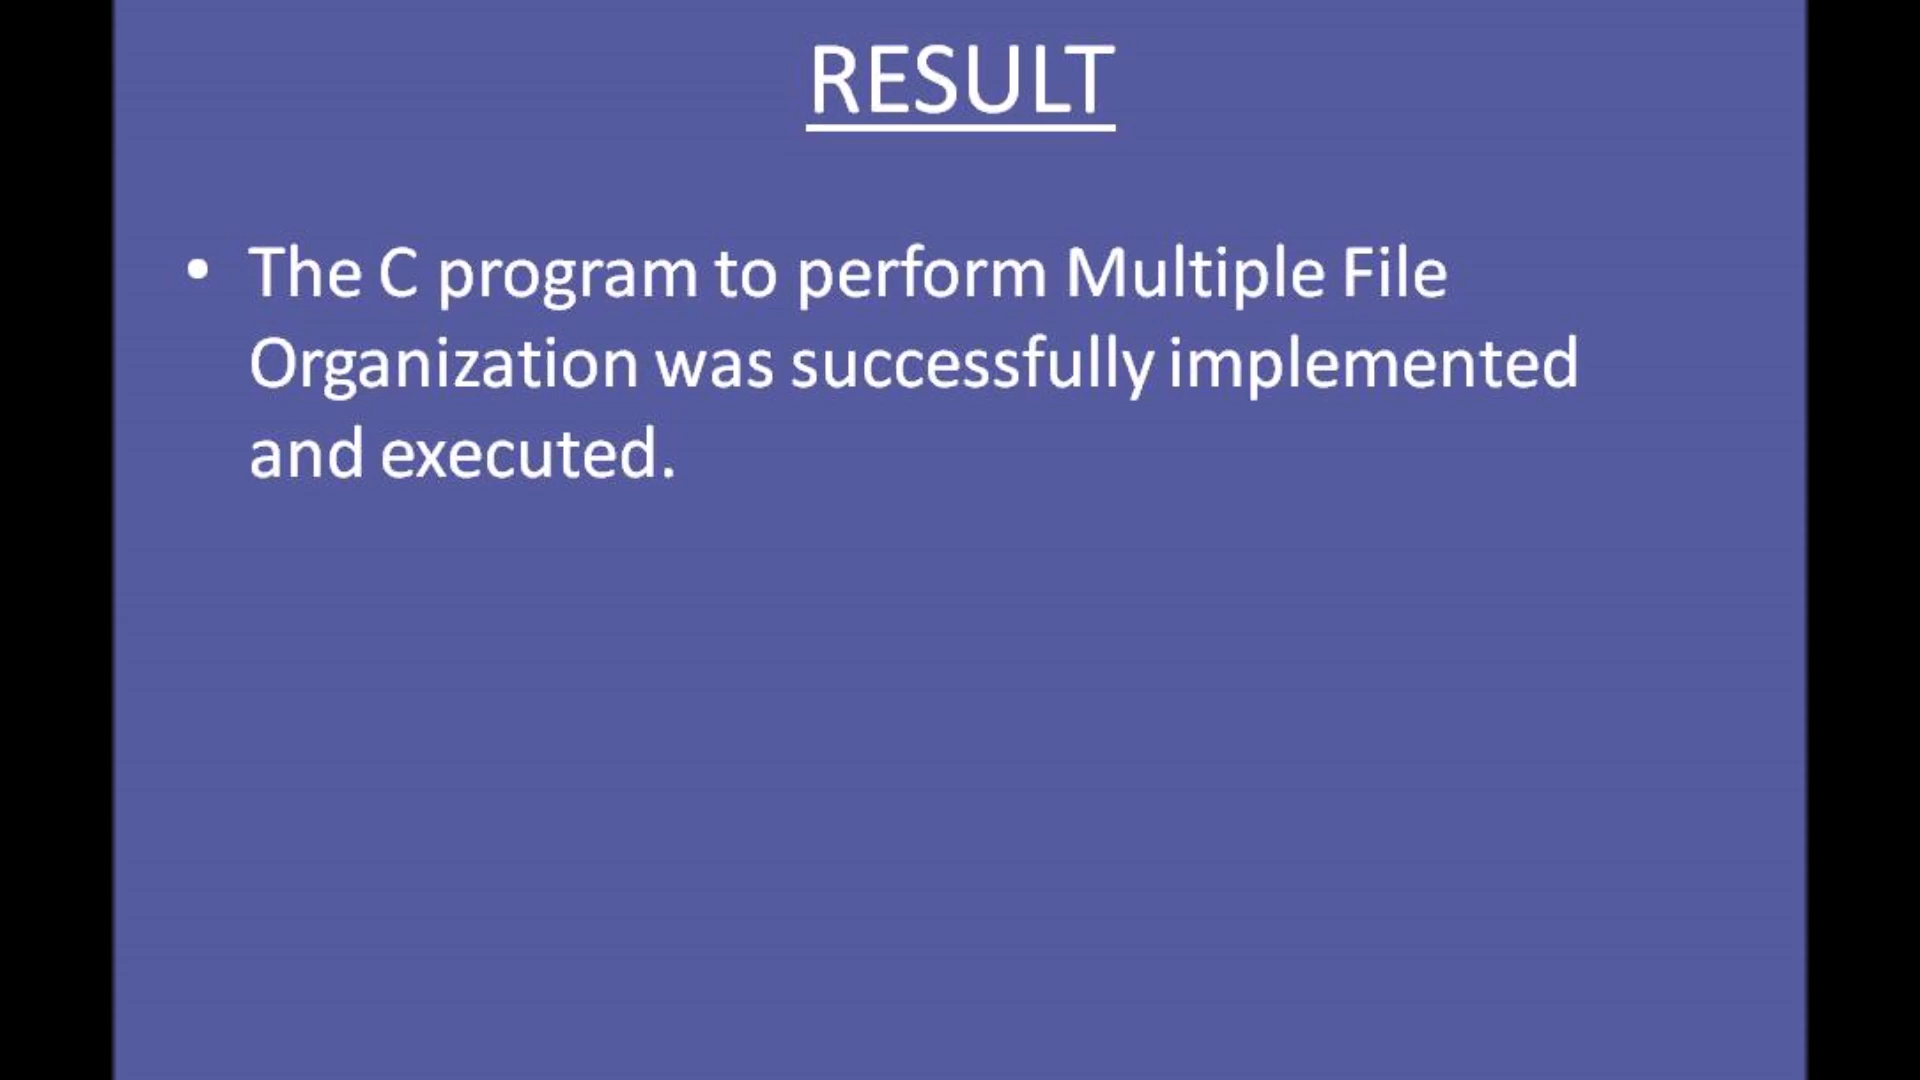 RESULT
• The C program to perform Multiple File
Organization was successfully implemented
and executed.